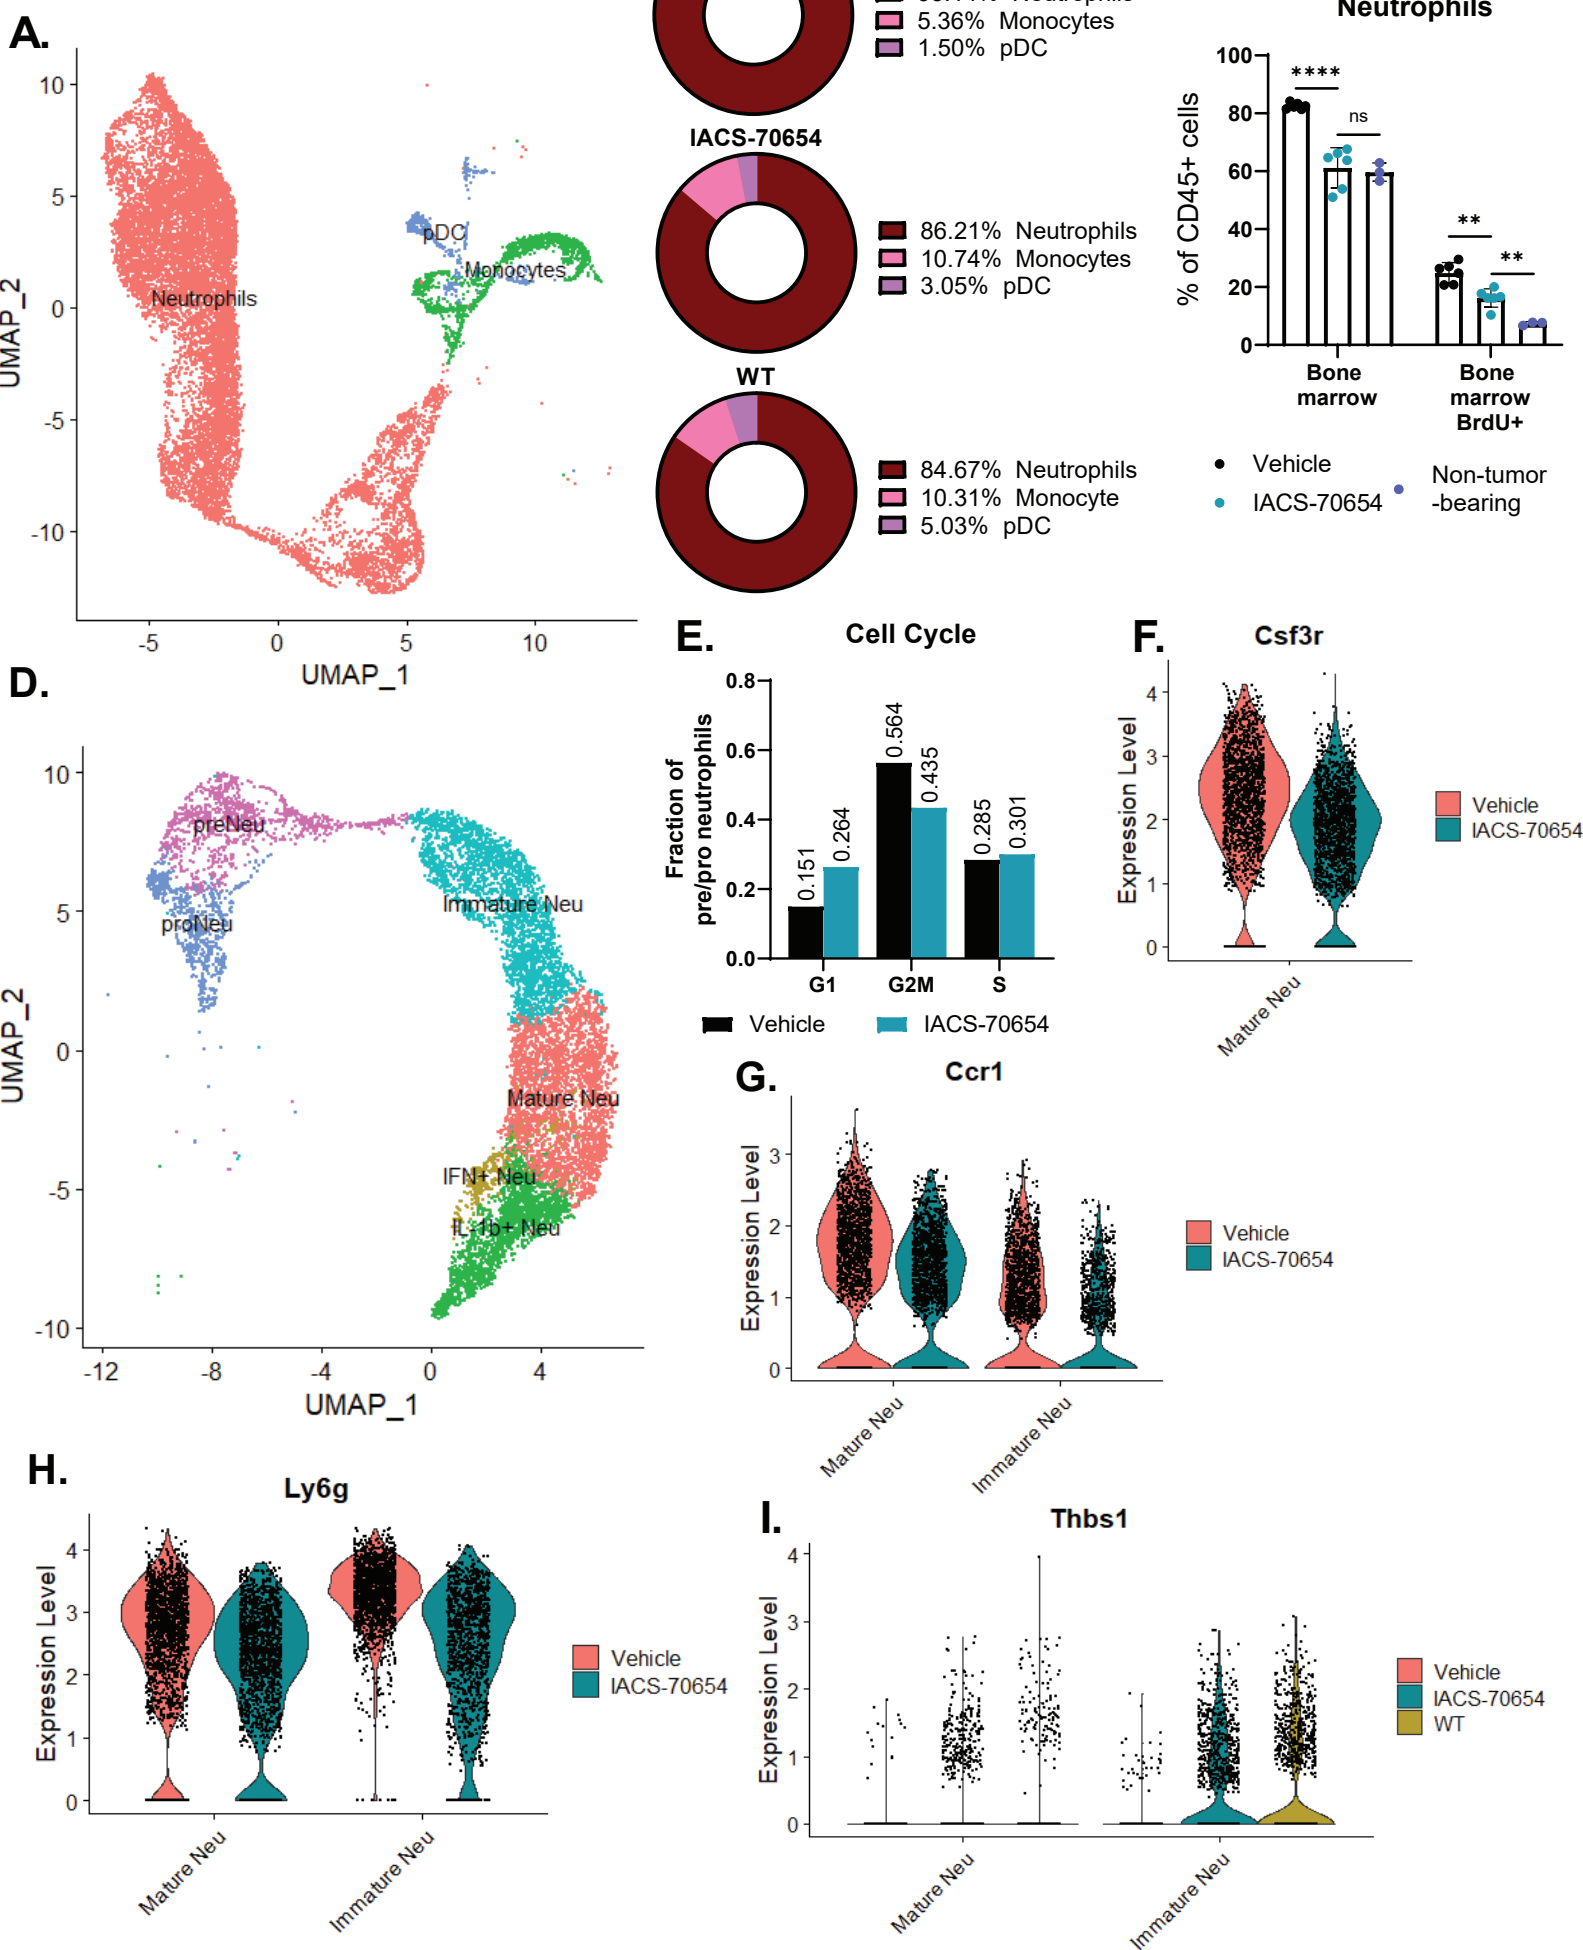 A.
10
5
0
-5
-10
-5
0
5
10
UMAP_2
UMAP_1
Neutrophils
pDC
Monocytes
5.36% Monocytes
1.50% pDC
IACS-70654
86.21% Neutrophils
10.74% Monocytes
3.05% pDC
WT
84.67% Neutrophils
10.31% Monocyte
5.03% pDC
Neutrophils
% of CD45+ cells
100
80
60
40
20
0
****
ns
**
**
Bone
marrow
Bone
marrow
BrdU+
Vehicle
IACS-70654
Non-tumor
-bearing
D.
10
5
0
-5
-10
-12
-8
-4
0
4
UMAP_2
UMAP_1
preNeu
proNeu
Immature Neu
Mature Neu
IFN+ Neu
IL-1b+ Neu
E.
Cell Cycle
Fraction of
pre/pro neutrophils
0.8
0.6
0.4
0.2
0.0
0.151
0.264
0.564
0.435
0.285
0.301
G1
G2M
S
Vehicle
IACS-70654
F.
Csf3r
Expression Level
4
3
2
1
0
Mature Neu
Vehicle
IACS-70654
G.
Ccr1
Expression Level
3
2
1
0
Mature Neu
Immature Neu
Vehicle
IACS-70654
H.
Ly6g
Expression Level
4
3
2
1
0
Mature Neu
Immature Neu
Vehicle
IACS-70654
I.
Thbs1
Expression Level
4
3
2
1
0
Mature Neu
Immature Neu
Vehicle
IACS-70654
WT